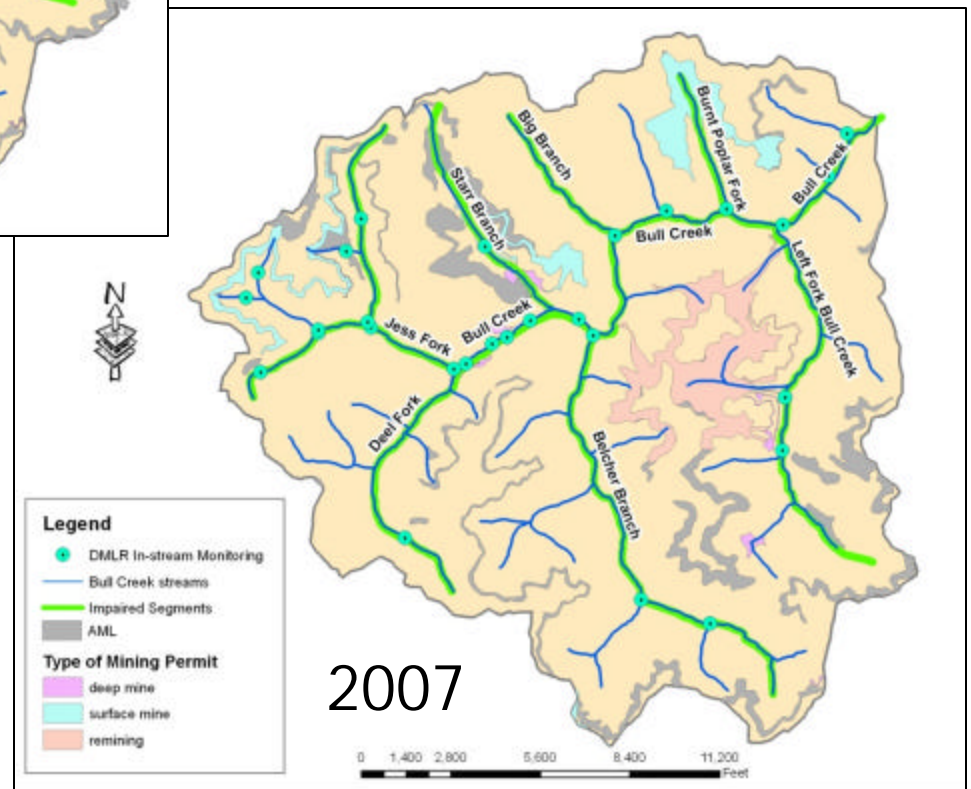 Big Branch
Burnt Poplar Fork
Bull Creek
Starr Branch
Bull Creek
Left Fork Bull Creek
Jess Fork
Bull Creek
Deel Fork
Belcher Branch
N
Legend
DMLR In-stream Monitoring
Bull Creek streams
Impaired Segments
AML
Type of Mining Permit
deep mine
surface mine
remining
2007
0 1,400 2,800 5,600 8,400 11,200
Feet